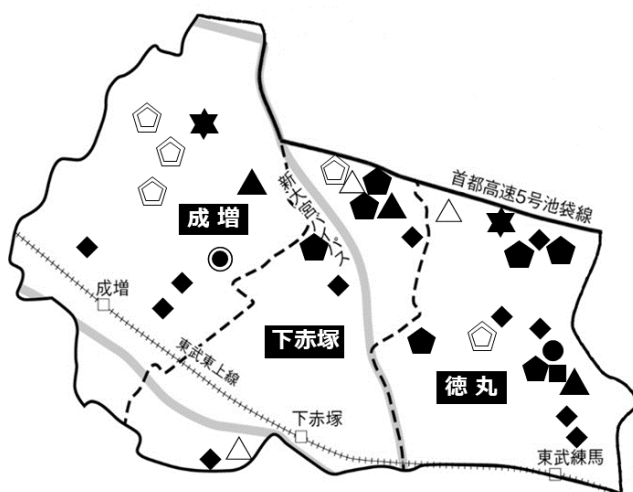 首都高速5号池袋線
新大宮バイパス
成増
成増
東武東上線
下赤塚
徳丸
下赤塚
東武練馬